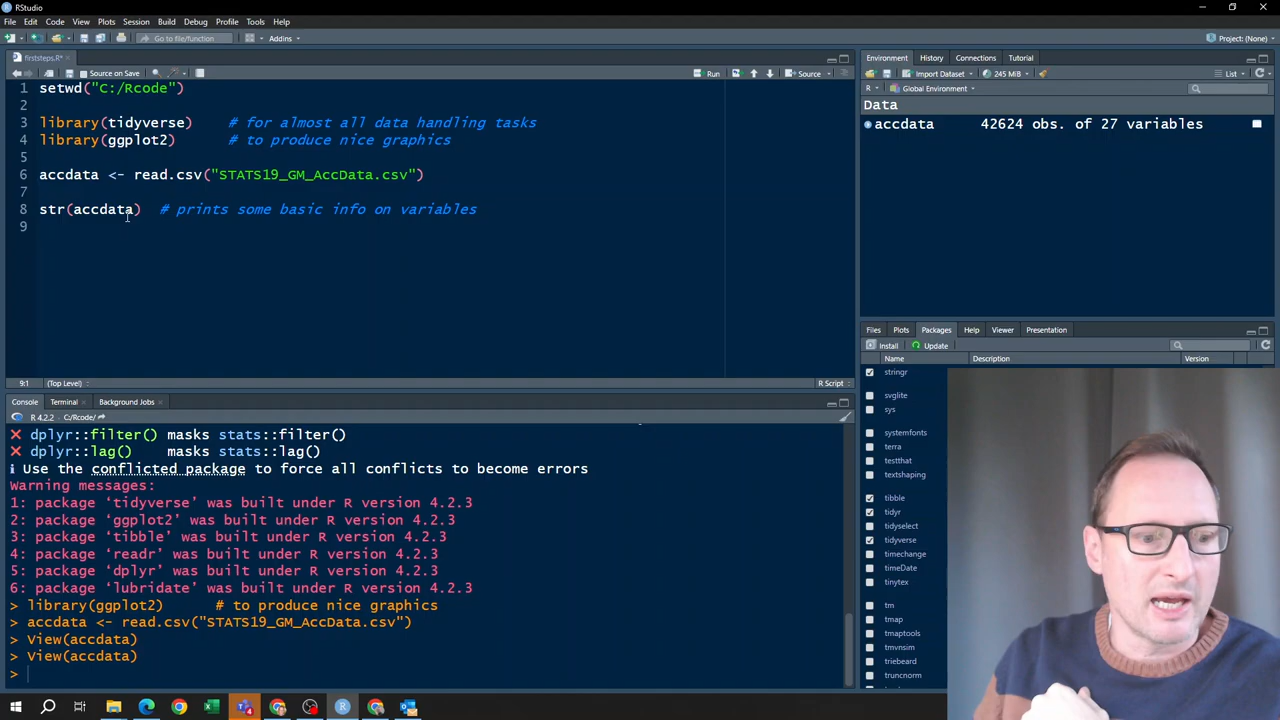 RStudio
File Edit Code View Plots Session Build Debug Profile Tools Help
Go to file/function
Addins
Project: (None)
firststeps.R*
Source on Save
Run
Source
1 setwd("C:/Rcode")
2
3 library(tidyverse) # for almost all data handling tasks
4 library(ggplot2) # to produce nice graphics
5
6 accdata <- read.csv("STATS19_GM_AccData.csv")
7
8 str(accdata) # prints some basic info on variables
9
9:1 (Top Level)
R Script
Console Terminal Background Jobs
R 4.2.2 · C:/Rcode/
✕ dplyr::filter() masks stats::filter()
✕ dplyr::lag() masks stats::lag()
ℹ Use the conflicted package to force all conflicts to become errors
Warning messages:
1: package ‘tidyverse’ was built under R version 4.2.3
2: package ‘ggplot2’ was built under R version 4.2.3
3: package ‘tibble’ was built under R version 4.2.3
4: package ‘readr’ was built under R version 4.2.3
5: package ‘dplyr’ was built under R version 4.2.3
6: package ‘lubridate’ was built under R version 4.2.3
> library(ggplot2) # to produce nice graphics
> accdata <- read.csv("STATS19_GM_AccData.csv")
> View(accdata)
> View(accdata)
>
Environment History Connections Tutorial
Import Dataset 245 MiB List
R Global Environment
Data
accdata 42624 obs. of 27 variables
Files Plots Packages Help Viewer Presentation
Install Update
Name Description Version
stringr
svglite
sys
systemfonts
terra
testthat
textshaping
tibble
tidyr
tidyselect
tidyverse
timechange
timeDate
tinytex
tm
tmap
tmaptools
tmvnsim
triebeard
truncnorm